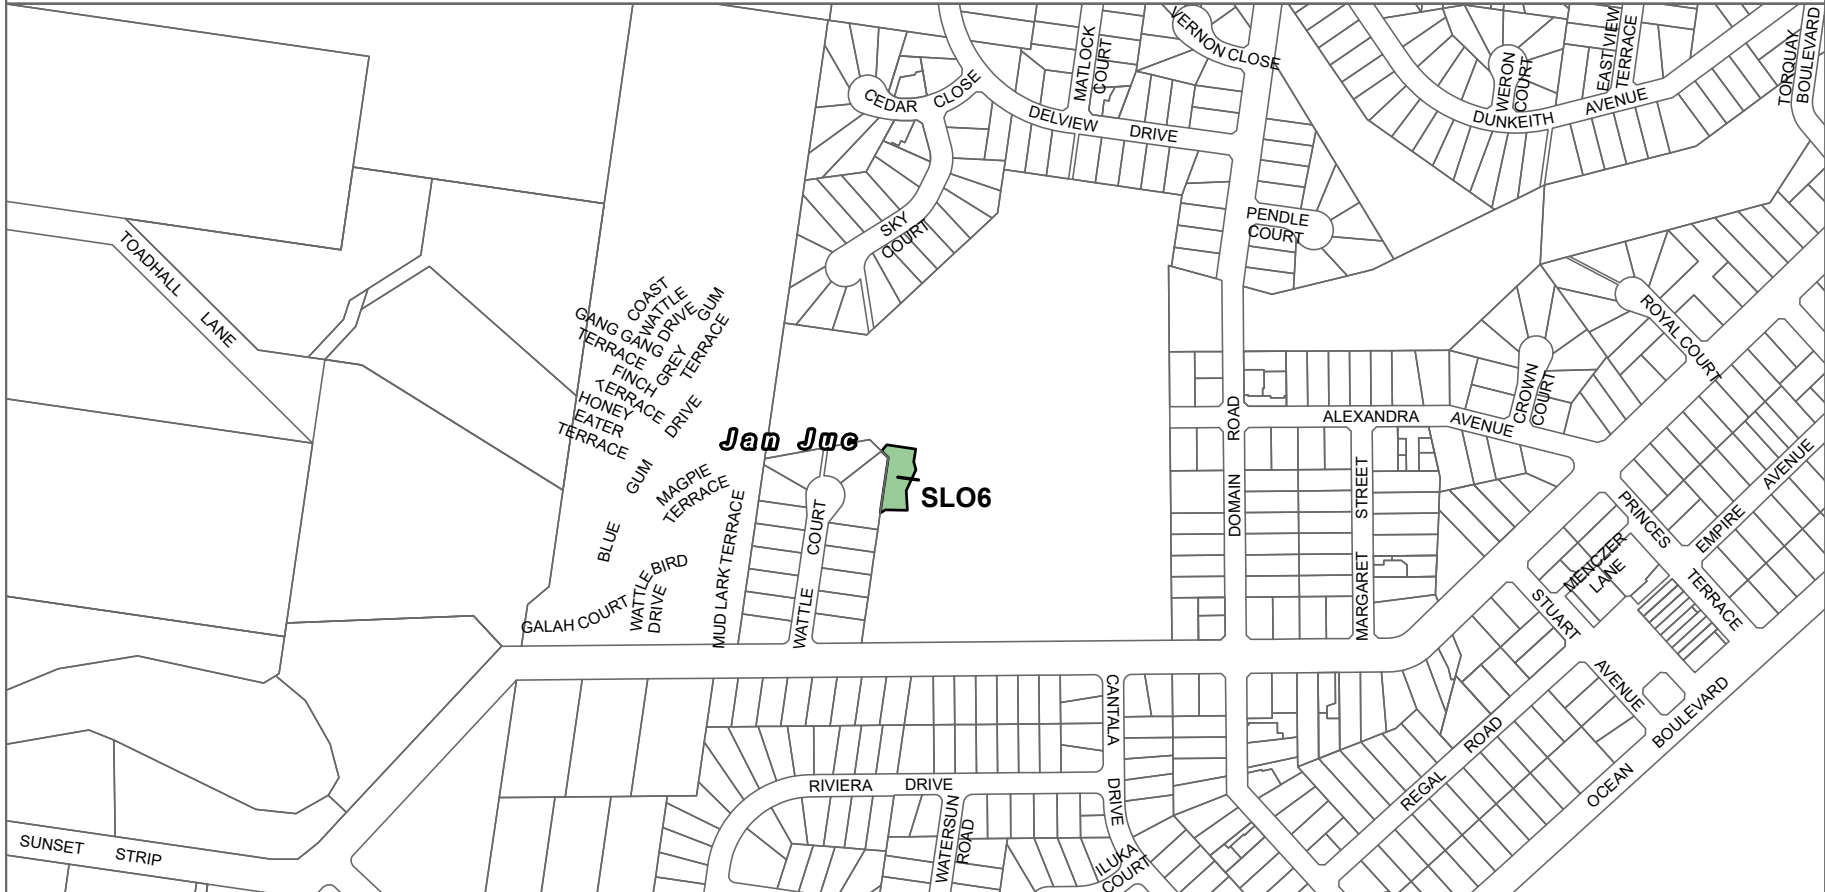 VERNON CLOSE
MATLOCK
COURT
EASTVIEW
TERRACE
TORQUAY
BOULEVARD
WERON
COURT
CEDAR CLOSE
DELVIEW DRIVE
DUNKEITH AVENUE
SKY
COURT
PENDLE
COURT
TOADHALL
LANE
COAST
WATTLE
DRIVE
GUM
GANG GANG
TERRACE
GREY
TERRACE
FINCH
TERRACE
HONEY
EATER
TERRACE
DRIVE
ROYAL COURT
CROWN
COURT
ALEXANDRA AVENUE
DOMAIN ROAD
Jan Juc
GUM
MAGPIE
TERRACE
SLO6
MARGARET STREET
BLUE
MUD LARK TERRACE
WATTLE COURT
WATTLE BIRD
DRIVE
GALAH COURT
PRINCES
TERRACE
EMPIRE AVENUE
MENCZER
LANE
STUART
AVENUE
REGAL ROAD
OCEAN BOULEVARD
CANTALA DRIVE
RIVIERA DRIVE
WATERSUN
ROAD
ILUKA
COURT
SUNSET STRIP